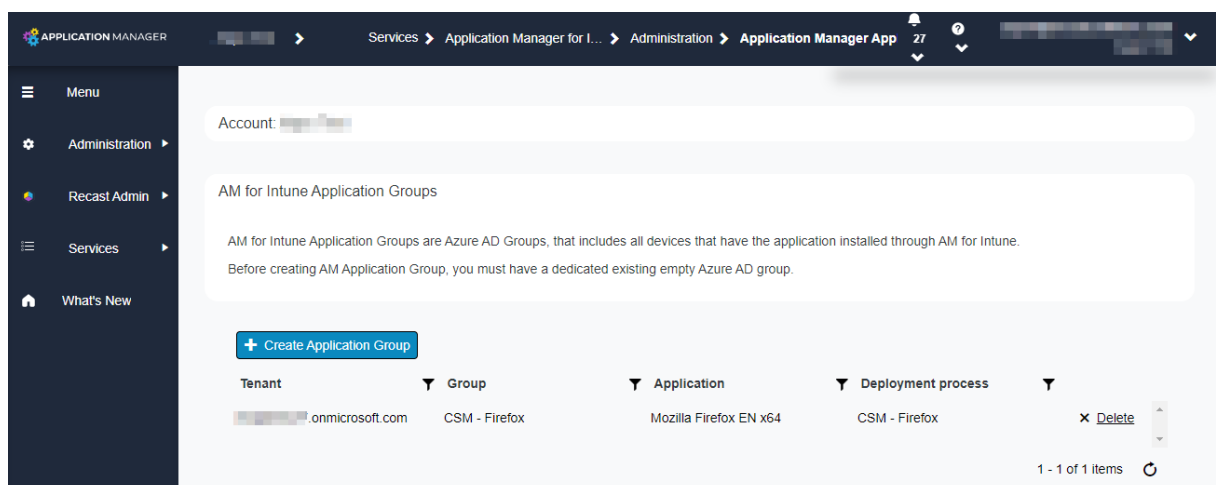 APPLICATION MANAGER
Services
Application Manager for I...
Administration
Application Manager App
27
Menu
Administration
Recast Admin
Services
What's New
Account:
AM for Intune Application Groups
AM for Intune Application Groups are Azure AD Groups, that includes all devices that have the application installed through AM for Intune.
Before creating AM Application Group, you must have a dedicated existing empty Azure AD group.
+ Create Application Group
Tenant Group Application Deployment process
.onmicrosoft.com CSM - Firefox Mozilla Firefox EN x64 CSM - Firefox × Delete
1 - 1 of 1 items